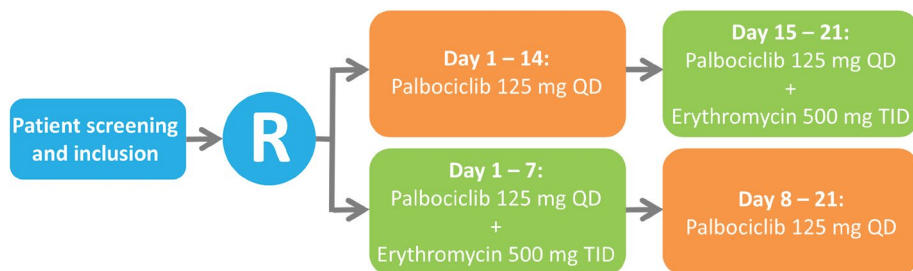 Patient screening
and inclusion
R
Day 1 – 14:
Palbociclib 125 mg QD
Day 15 – 21:
Palbociclib 125 mg QD
+
Erythromycin 500 mg TID
Day 1 – 7:
Palbociclib 125 mg QD
+
Erythromycin 500 mg TID
Day 8 – 21:
Palbociclib 125 mg QD